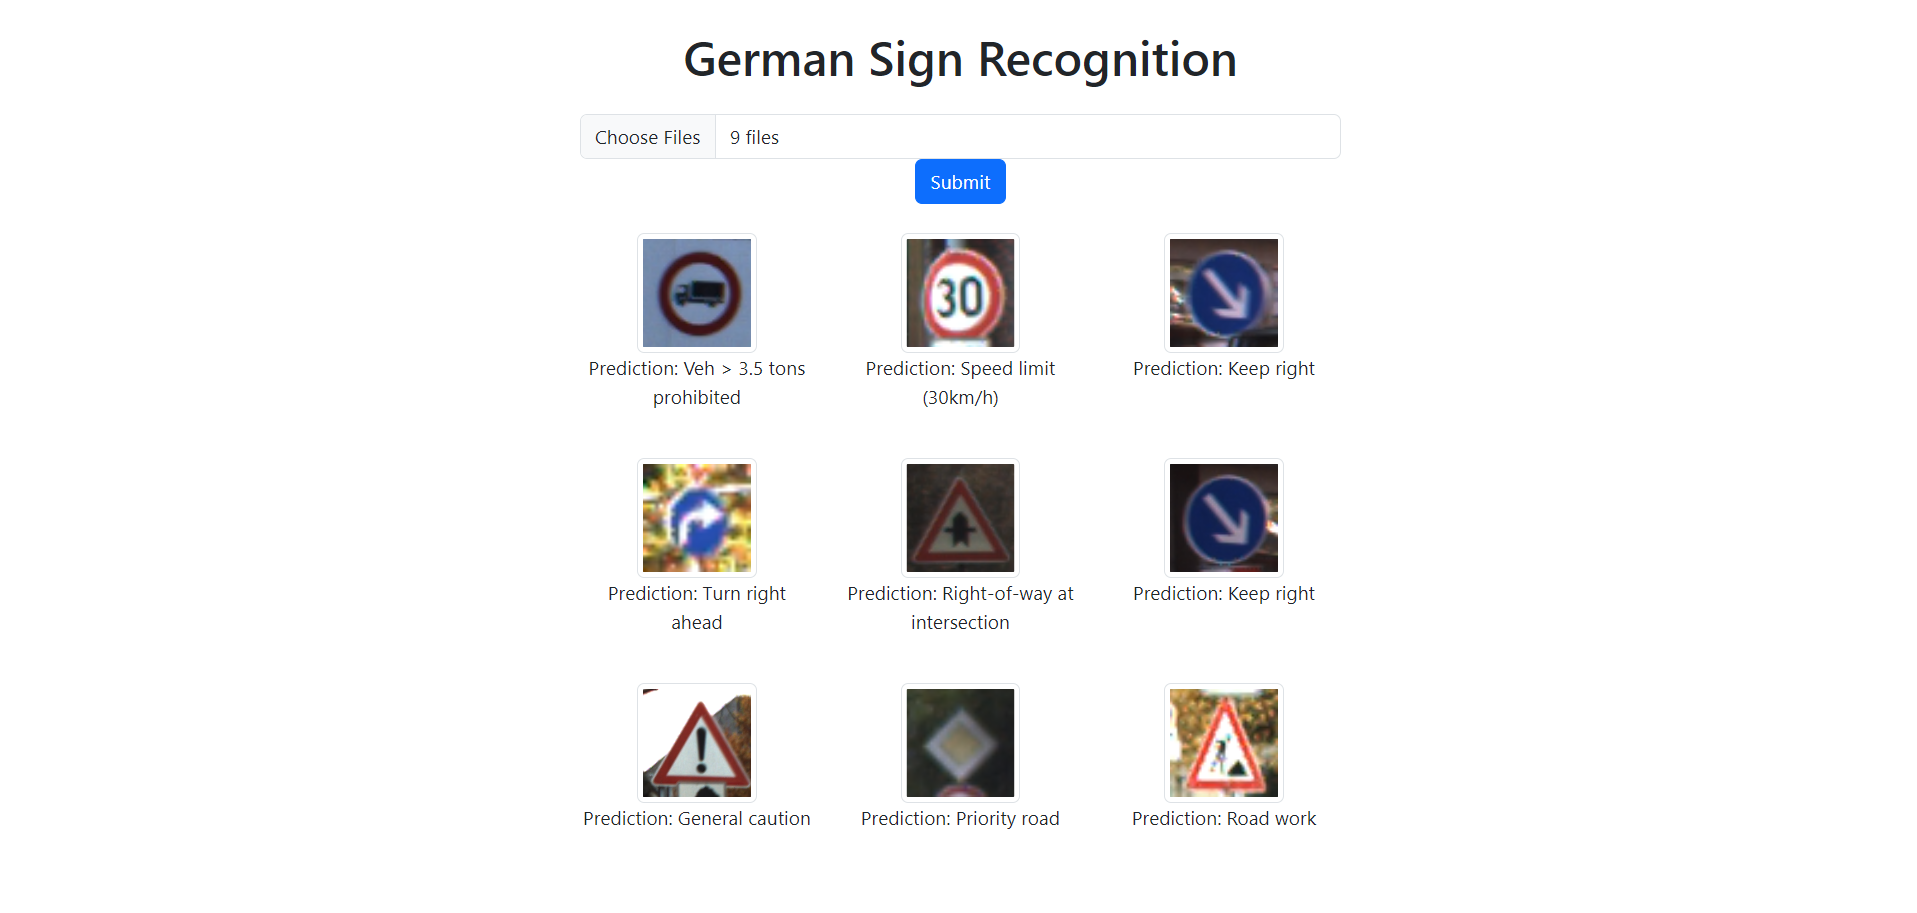 German Sign Recognition
Choose Files 9 files
Submit
30
Prediction: Veh > 3.5 tons
prohibited
Prediction: Speed limit
(30km/h)
Prediction: Keep right
Prediction: Turn right
ahead
Prediction: Right-of-way at
intersection
Prediction: Keep right
Prediction: General caution
Prediction: Priority road
Prediction: Road work